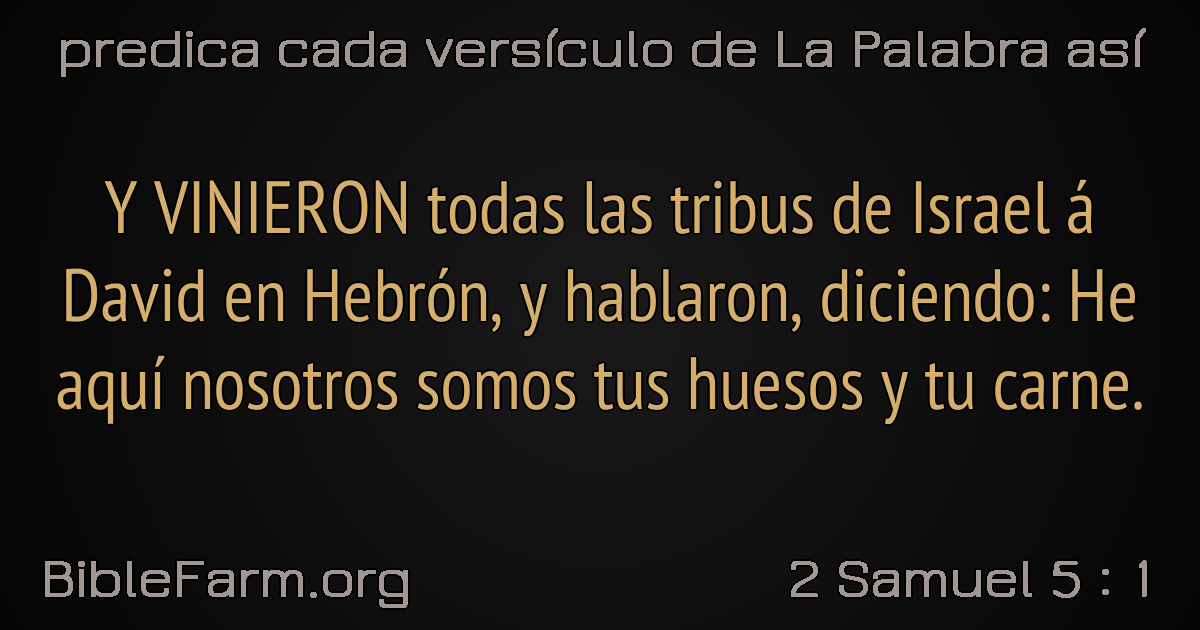 predica cada versículo de La Palabra así
Y VINIERON todas las tribus de Israel á
David en Hebrón, y hablaron, diciendo: He
aquí nosotros somos tus huesos y tu carne.
BibleFarm.org
2 Samuel 5 : 1